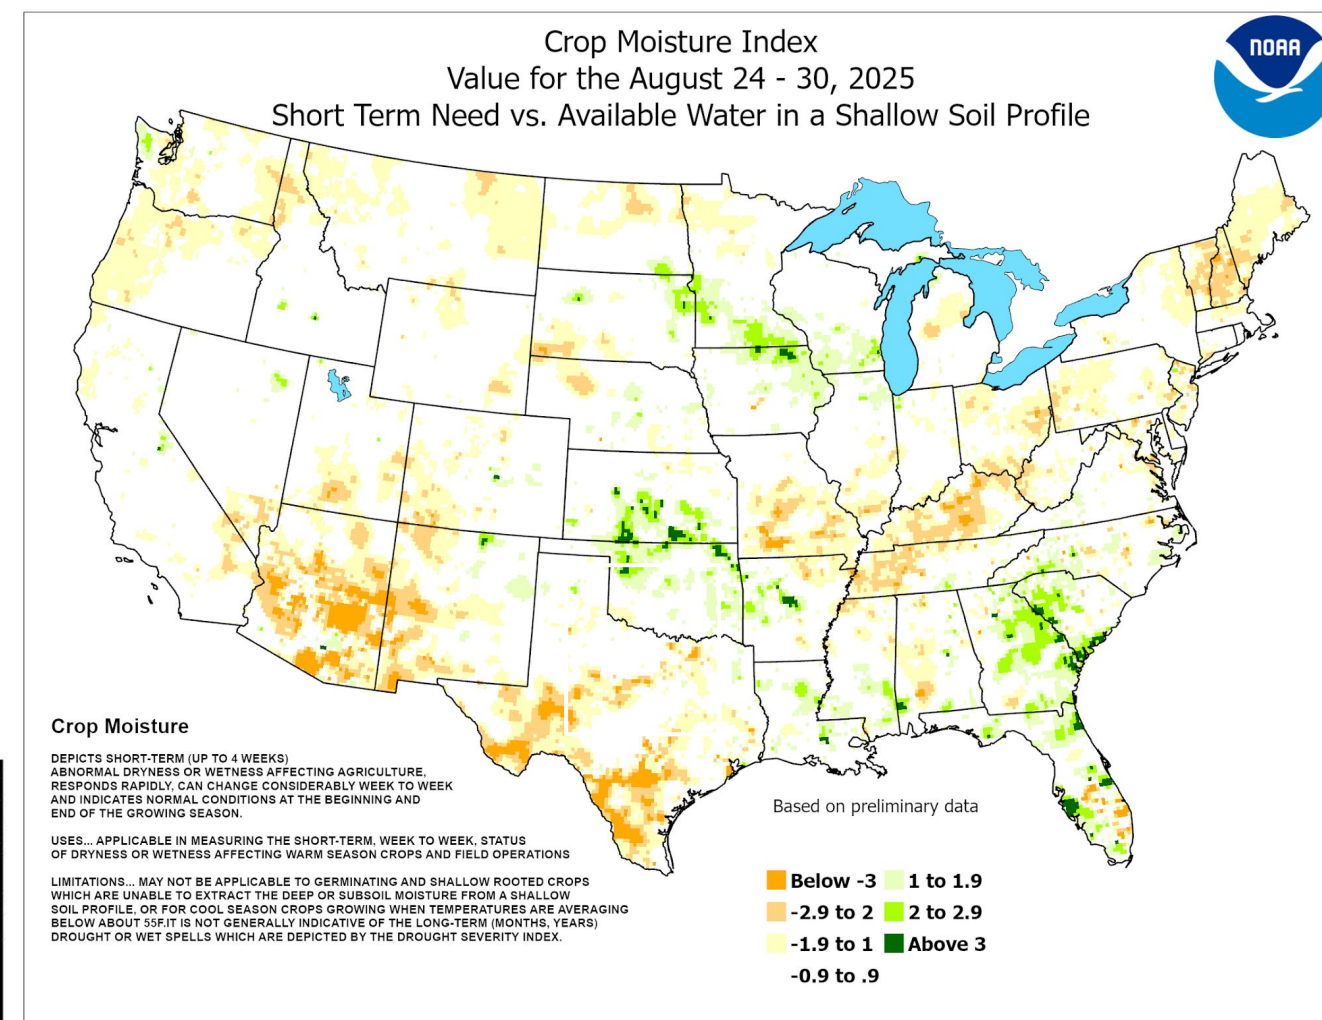 Crop Moisture Index
Value for the August 24 - 30, 2025
Short Term Need vs. Available Water in a Shallow Soil Profile
NOAA
Crop Moisture
DEPICTS SHORT-TERM (UP TO 4 WEEKS)
ABNORMAL DRYNESS OR WETNESS AFFECTING AGRICULTURE,
RESPONDS RAPIDLY, CAN CHANGE CONSIDERABLY WEEK TO WEEK
AND INDICATES NORMAL CONDITIONS AT THE BEGINNING AND
END OF THE GROWING SEASON.
USES... APPLICABLE IN MEASURING THE SHORT-TERM, WEEK TO WEEK, STATUS
OF DRYNESS OR WETNESS AFFECTING WARM SEASON CROPS AND FIELD OPERATIONS
LIMITATIONS... MAY NOT BE APPLICABLE TO GERMINATING AND SHALLOW ROOTED CROPS
WHICH ARE UNABLE TO EXTRACT THE DEEP OR SUBSOIL MOISTURE FROM A SHALLOW
SOIL PROFILE, OR FOR COOL SEASON CROPS GROWING WHEN TEMPERATURES ARE AVERAGING
BELOW ABOUT 55F.IT IS NOT GENERALLY INDICATIVE OF THE LONG-TERM (MONTHS, YEARS)
DROUGHT OR WET SPELLS WHICH ARE DEPICTED BY THE DROUGHT SEVERITY INDEX.
Based on preliminary data
Below -3
-2.9 to 2
-1.9 to 1
-0.9 to .9
1 to 1.9
2 to 2.9
Above 3